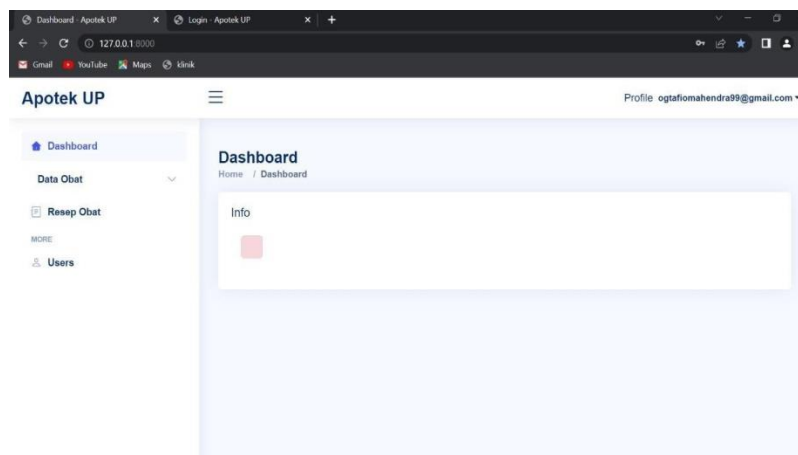 Dashboard - Apotek UP
Login - Apotek UP
127.0.0.1:8000
Gmail YouTube Maps klinik
Apotek UP
Profile ogtafiomahendra99@gmail.com
Dashboard
Data Obat
Resep Obat
MORE
Users
Dashboard
Home / Dashboard
Info